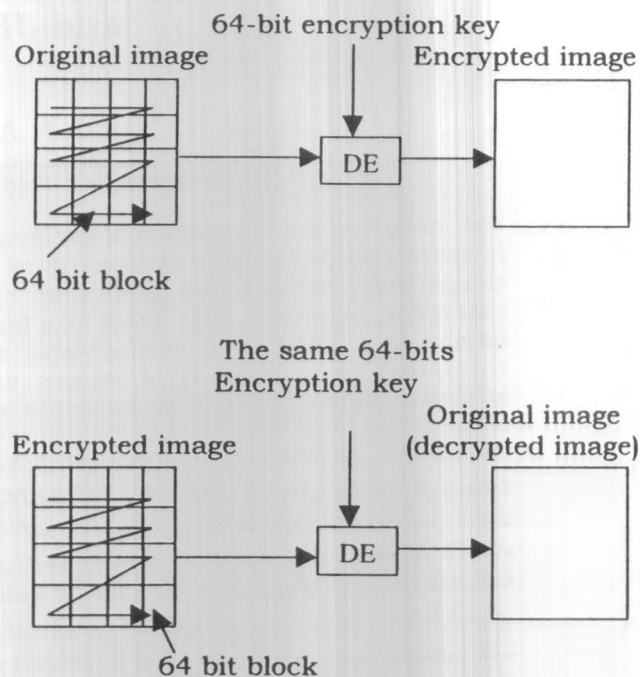 64-bit encryption key
Original image
Encrypted image
DE
64 bit block
The same 64-bits
Encryption key
Original image
(decrypted image)
Encrypted image
DE
64 bit block